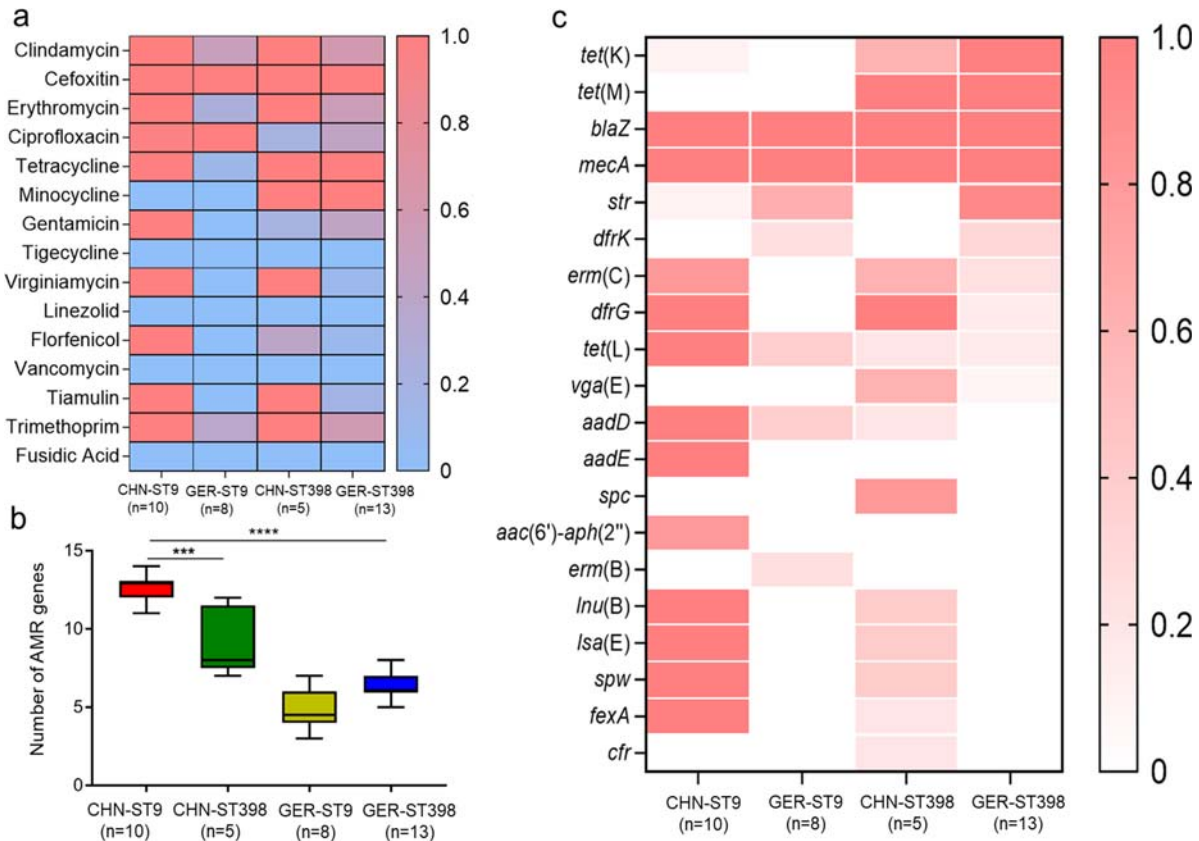 a
Clindamycin
Cefoxitin
Erythromycin
Ciprofloxacin
Tetracycline
Minocycline
Gentamicin
Tigecycline
Virginiamycin
Linezolid
Florfenicol
Vancomycin
Tiamulin
Trimethoprim
Fusidic Acid
1.0
0.8
0.6
0.4
0.2
0
CHN-ST9 GER-ST9 CHN-ST398 GER-ST398
(n=10) (n=8) (n=5) (n=13)
b
****
***
Number of AMR genes
15
10
5
0
CHN-ST9 CHN-ST398 GER-ST9 GER-ST398
(n=10) (n=5) (n=8) (n=13)
c
tet(K)
tet(M)
blaZ
mecA
str
dfrK
erm(C)
dfrG
tet(L)
vga(E)
aadD
aadE
spc
aac(6')-aph(2'')
erm(B)
lnu(B)
lsa(E)
spw
fexA
cfr
1.0
0.8
0.6
0.4
0.2
0
CHN-ST9 GER-ST9 CHN-ST398 GER-ST398
(n=10) (n=8) (n=5) (n=13)